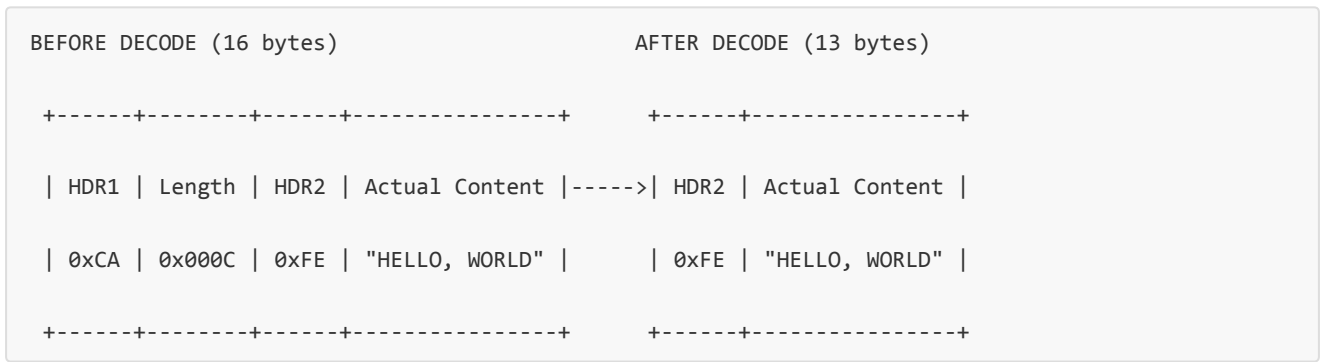 BEFORE DECODE (16 bytes)                             AFTER DECODE (13 bytes)
 +------+--------+------+----------------+      +------+----------------+
 | HDR1 | Length | HDR2 | Actual Content |----->| HDR2 | Actual Content |
 | 0xCA | 0x000C | 0xFE | "HELLO, WORLD" |      | 0xFE | "HELLO, WORLD" |
 +------+--------+------+----------------+      +------+----------------+